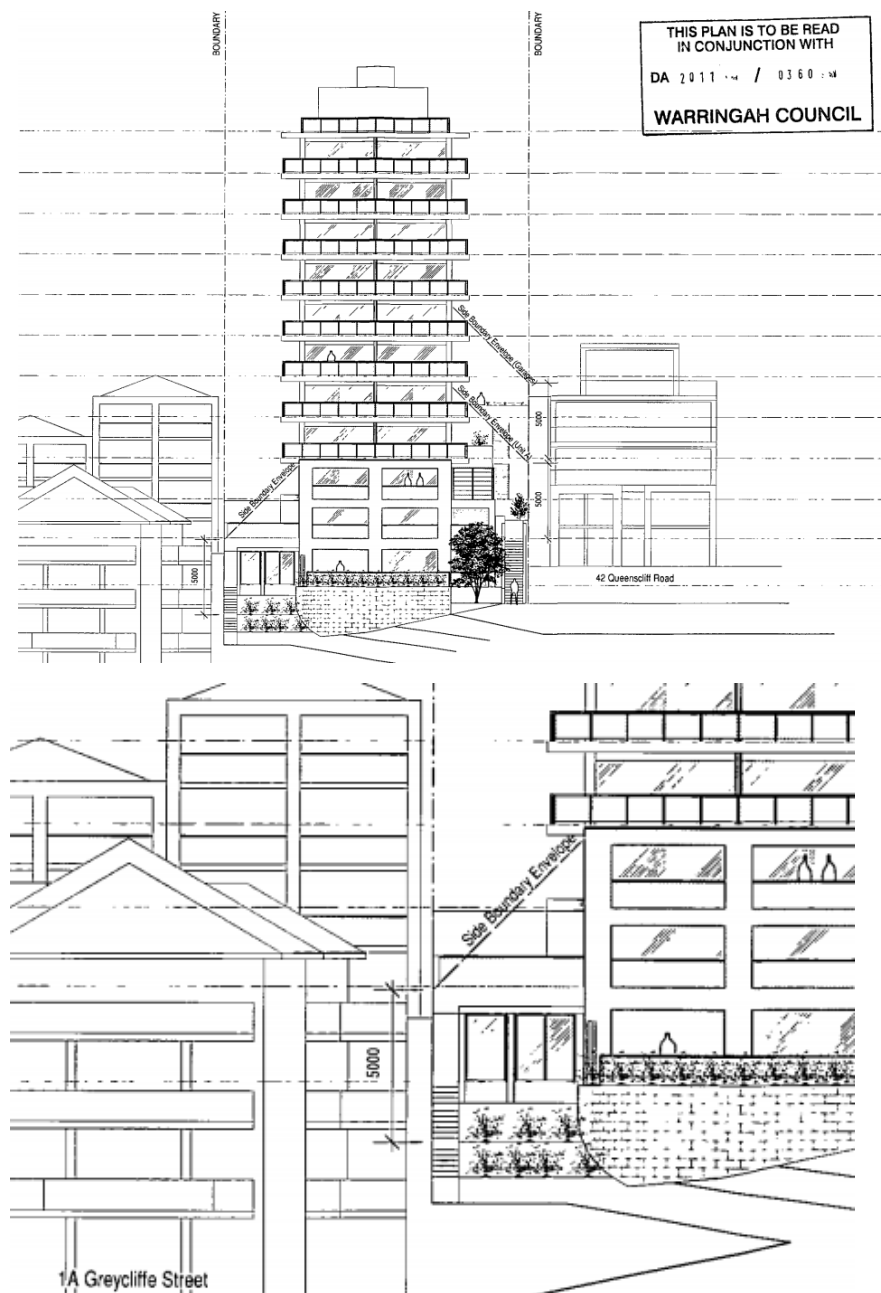 BOUNDARY
BOUNDARY
THIS PLAN IS TO BE READ
IN CONJUNCTION WITH
DA 2011 / 0360
WARRINGAH COUNCIL
Side Boundary Envelope (Garages)
Side Boundary Envelope (Unit A)
Side Boundary Envelope
5000
5000
5000
42 Queenscliff Road
Side Boundary Envelope
5000
1A Greycliffe Street